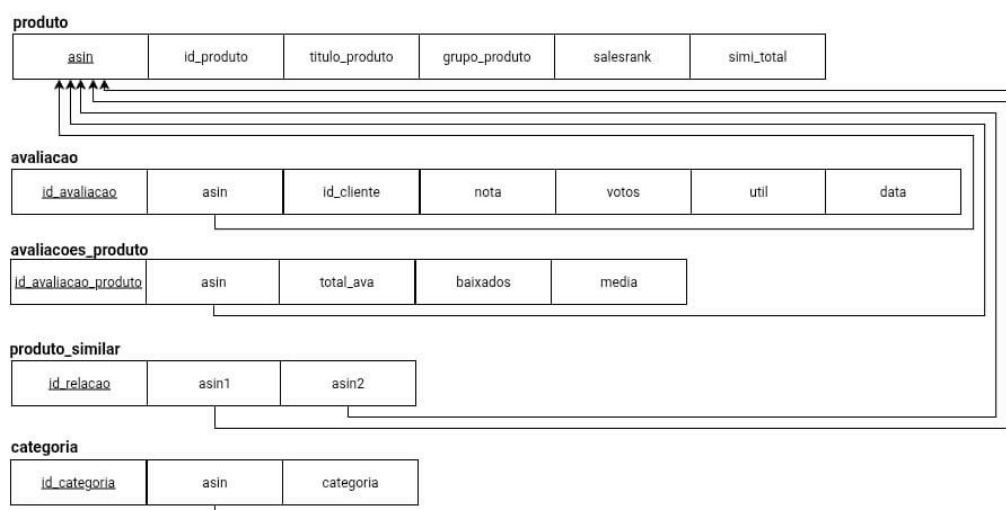 produto
asin id_produto titulo_produto grupo_produto salesrank simi_total
avaliacao
id_avaliacao asin id_cliente nota votos util data
avaliacoes_produto
id_avaliacao_produto asin total_ava baixados media
produto_similar
id_relacao asin1 asin2
categoria
id_categoria asin categoria